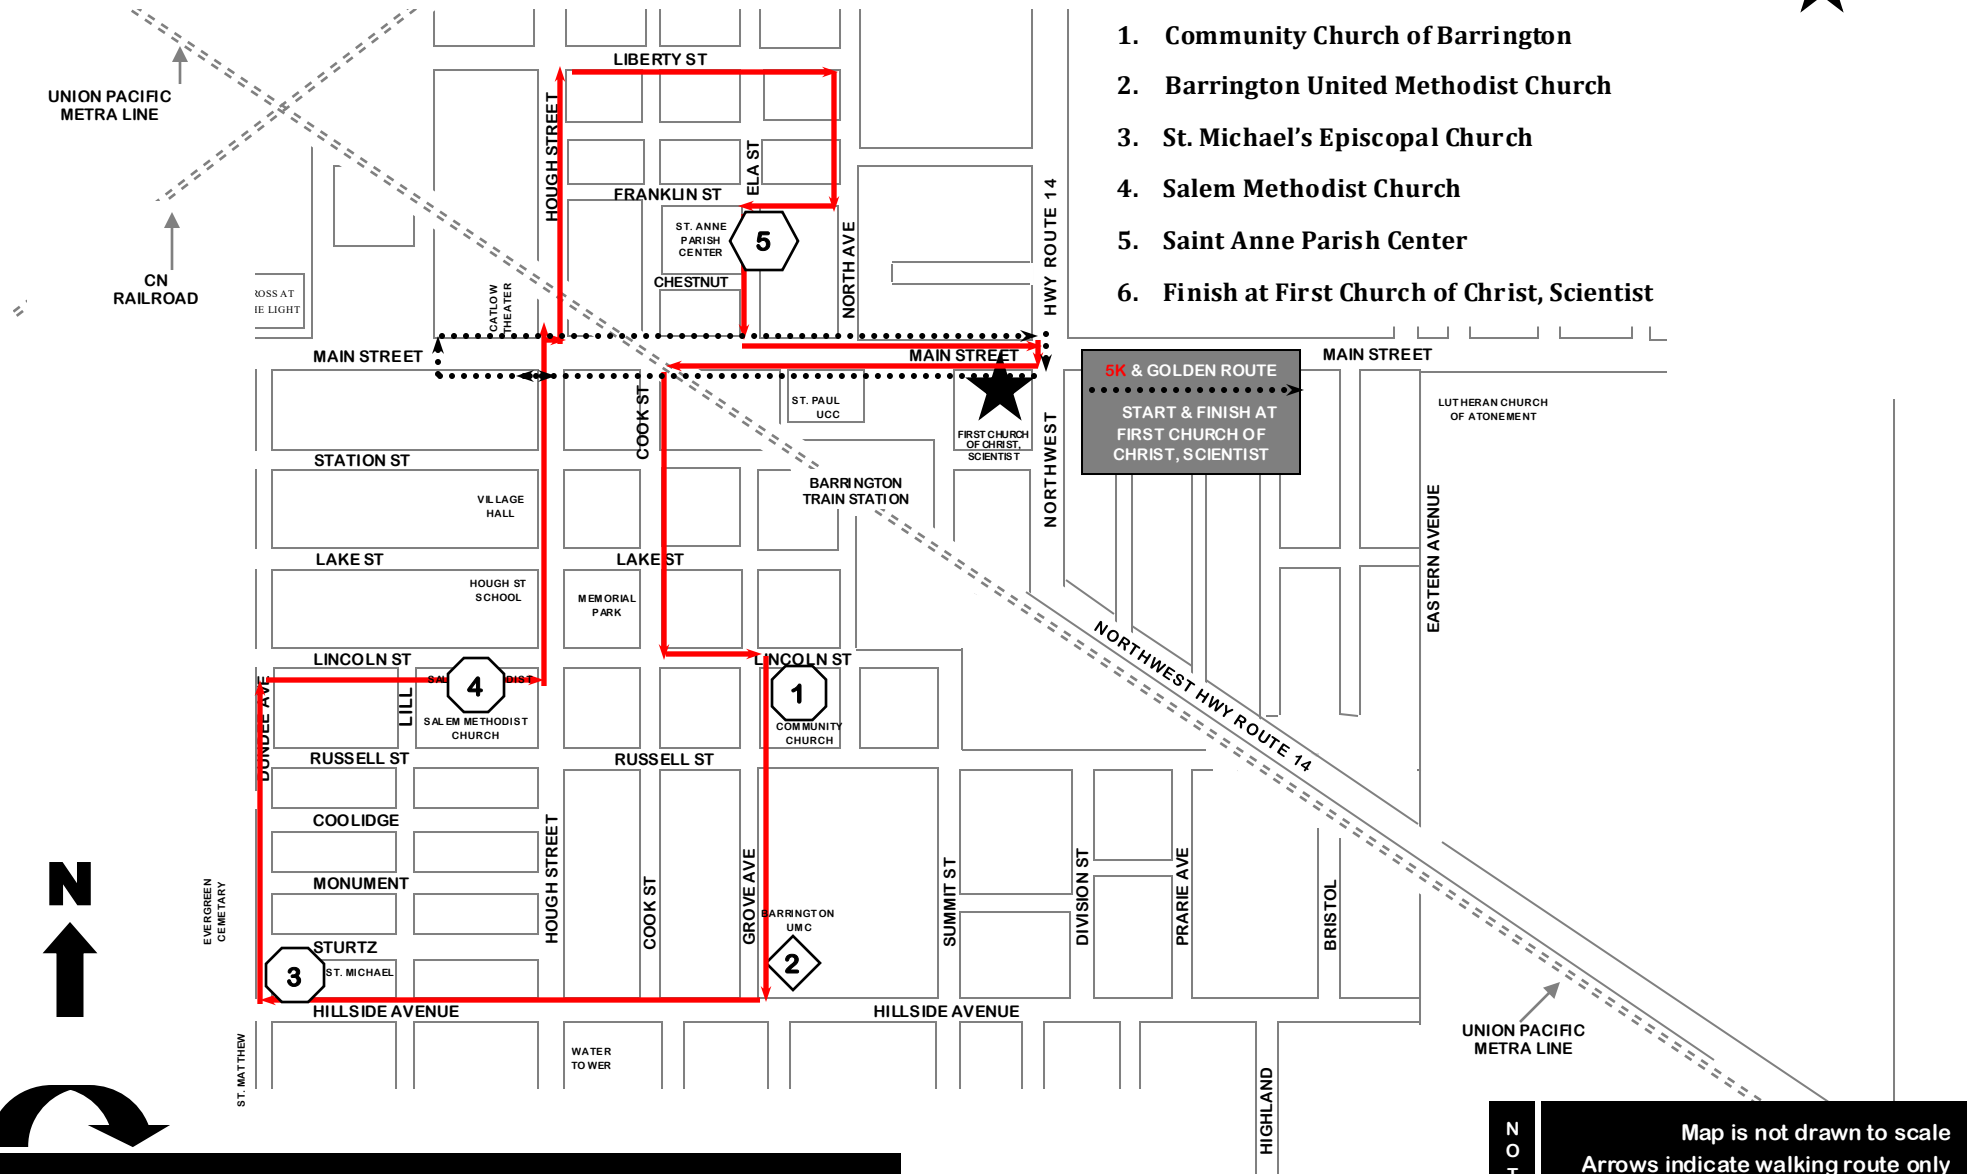 1. Community Church of Barrington
2. Barrington United Methodist Church
3. St. Michael’s Episcopal Church
4. Salem Methodist Church
5. Saint Anne Parish Center
6. Finish at First Church of Christ, Scientist
UNION PACIFIC
METRA LINE
CN
RAILROAD
LIBERTY ST
HOUGH STREET
ELA ST
FRANKLIN ST
ST. ANNE
PARISH
CENTER
5
CHESTNUT
NORTH AVE
HWY ROUTE 14
CATLOW
THEATER
AT
LIGHT
MAIN STREET
MAIN STREET
MAIN STREET
5K & GOLDEN ROUTE
START & FINISH AT
FIRST CHURCH OF
CHRIST, SCIENTIST
LUTHERAN CHURCH
OF ATONEMENT
COOK ST
ST. PAUL
UCC
FIRST CHURCH
OF CHRIST,
SCIENTIST
NORTHWEST
STATION ST
VILLAGE
HALL
BARRINGTON
TRAIN STATION
EASTERN AVENUE
LAKE ST
LAKE ST
HOUGH ST
SCHOOL
MEMORIAL
PARK
LINCOLN ST
LINCOLN ST
NORTHWEST HWY ROUTE 14
DUNDEE AVE
LILL
4
SALEM METHODIST
CHURCH
1
COMMUNITY
CHURCH
RUSSELL ST
RUSSELL ST
COOLIDGE
MONUMENT
HOUGH STREET
COOK ST
GROVE AVE
BARRINGTON
UMC
2
SUMMIT ST
DIVISION ST
PRARIE AVE
BRISTOL
N
EVERGREEN
CEMETARY
STURTZ
3
ST. MICHAEL
HILLSIDE AVENUE
HILLSIDE AVENUE
ST. MATTHEW
WATER
TOWER
HIGHLAND
UNION PACIFIC
METRA LINE
N
O
T
Map is not drawn to scale
Arrows indicate walking route only